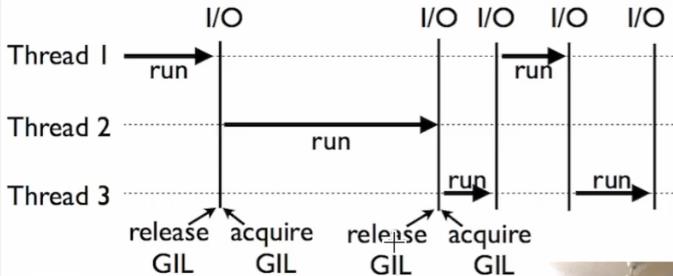 I/O I/O I/O I/O I/O
Thread 1
run run
Thread 2
run
run run
Thread 3
release acquire release acquire
GIL GIL GIL GIL